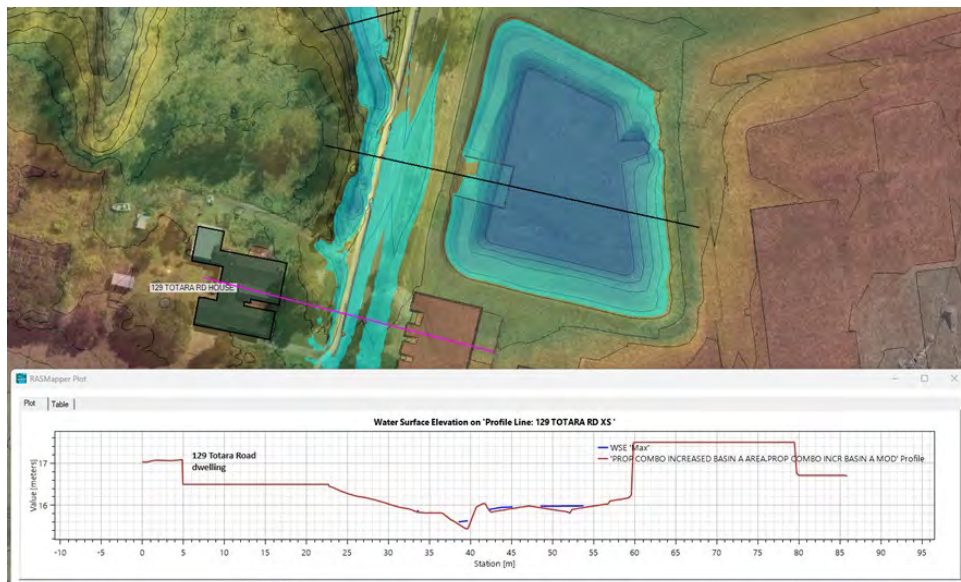 129 TOTARA RD HOUSE
RASMapper Plot
Plot Table
Water Surface Elevation on 'Profile Line: 129 TOTARA RD XS '
129 Totara Road
dwelling
WSE 'Max'
'PROP COMBO INCREASED BASIN A AREA.PROP COMBO INCR BASIN A MOD' Profile
Value [meters]
17
16
-10 -5 0 5 10 15 20 25 30 35 40 45 50 55 60 65 70 75 80 85 90 95
Station [m]